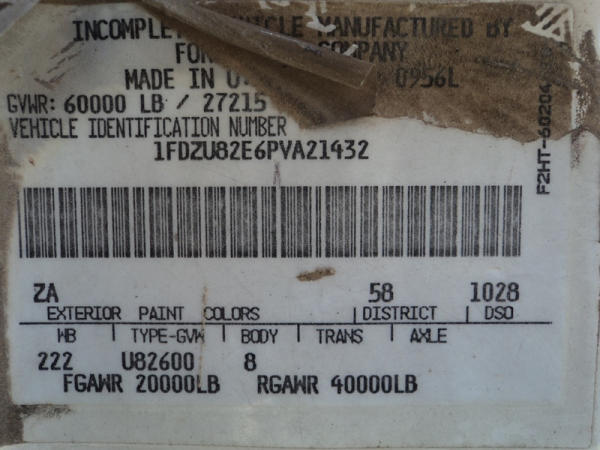 INCOMPLETE VEHICLE MANUFACTURED BY
FOR COMPANY
MADE IN U. 0956L
GVWR: 60000 LB / 27215
VEHICLE IDENTIFICATION NUMBER
1FDZU82E6PVA21432
F2HT-60204
ZA 58 1028
EXTERIOR PAINT COLORS DISTRICT DSO
WB TYPE-GVW BODY TRANS AXLE
222 U82600 8
FGAWR 20000LB RGAWR 40000LB